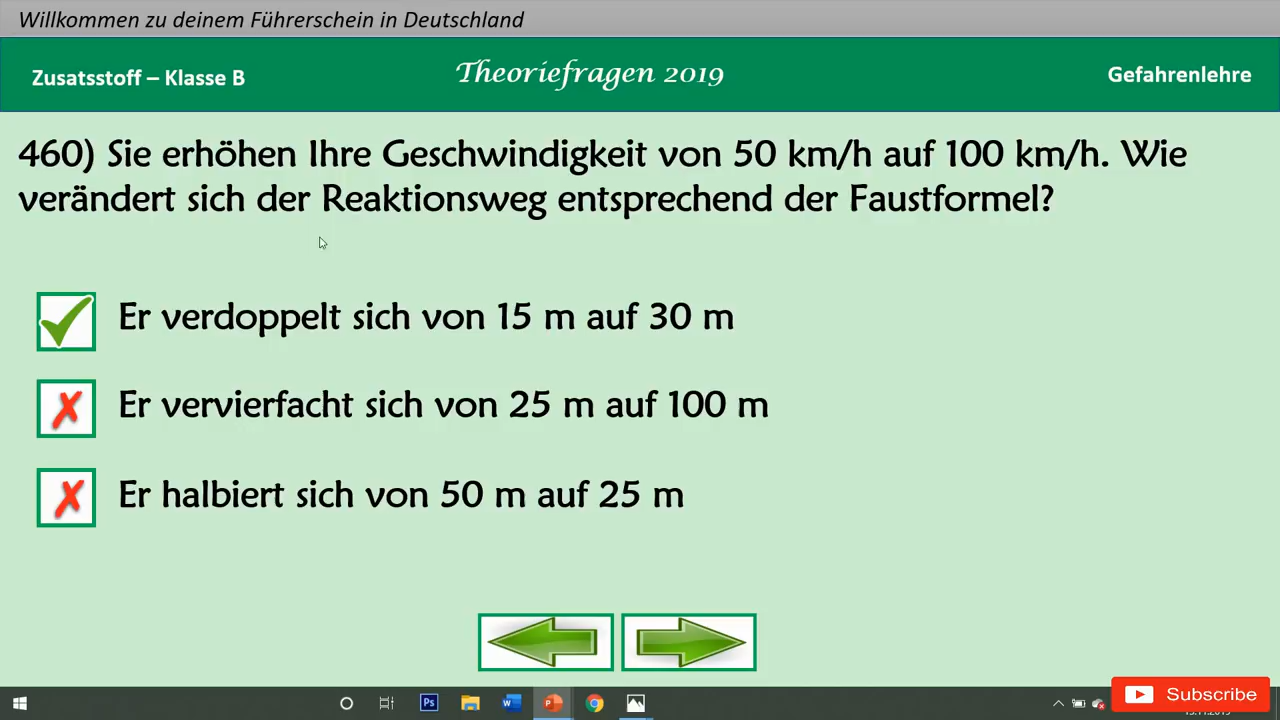 Willkommen zu deinem Führerschein in Deutschland
Zusatsstoff – Klasse B
Theoriefragen 2019
Gefahrenlehre
460) Sie erhöhen Ihre Geschwindigkeit von 50 km/h auf 100 km/h. Wie
verändert sich der Reaktionsweg entsprechend der Faustformel?
Er verdoppelt sich von 15 m auf 30 m
Er vervierfacht sich von 25 m auf 100 m
Er halbiert sich von 50 m auf 25 m
Subscribe